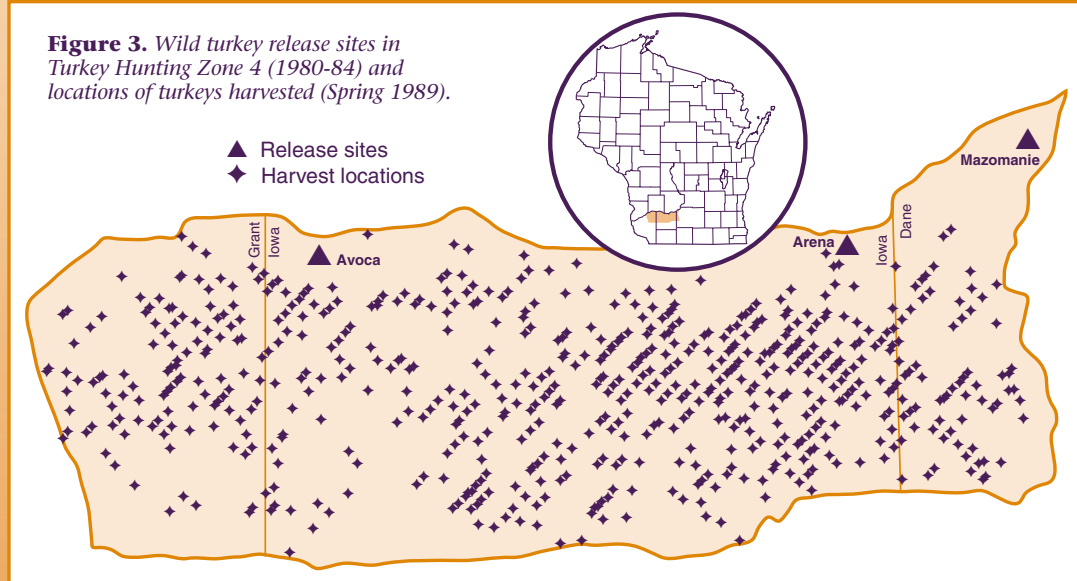 Figure 3. Wild turkey release sites in
Turkey Hunting Zone 4 (1980-84) and
locations of turkeys harvested (Spring 1989).
Release sites
Harvest locations
Mazomanie
Grant
Iowa
Avoca
Arena
Iowa
Dane